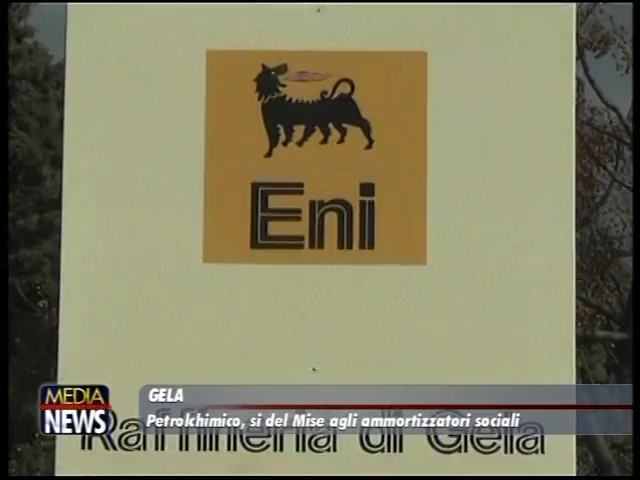 Eni
MEDIA
NEWS
GELA
Petrolchimico, si del Mise agli ammortizzatori sociali
Raffineria di Gela